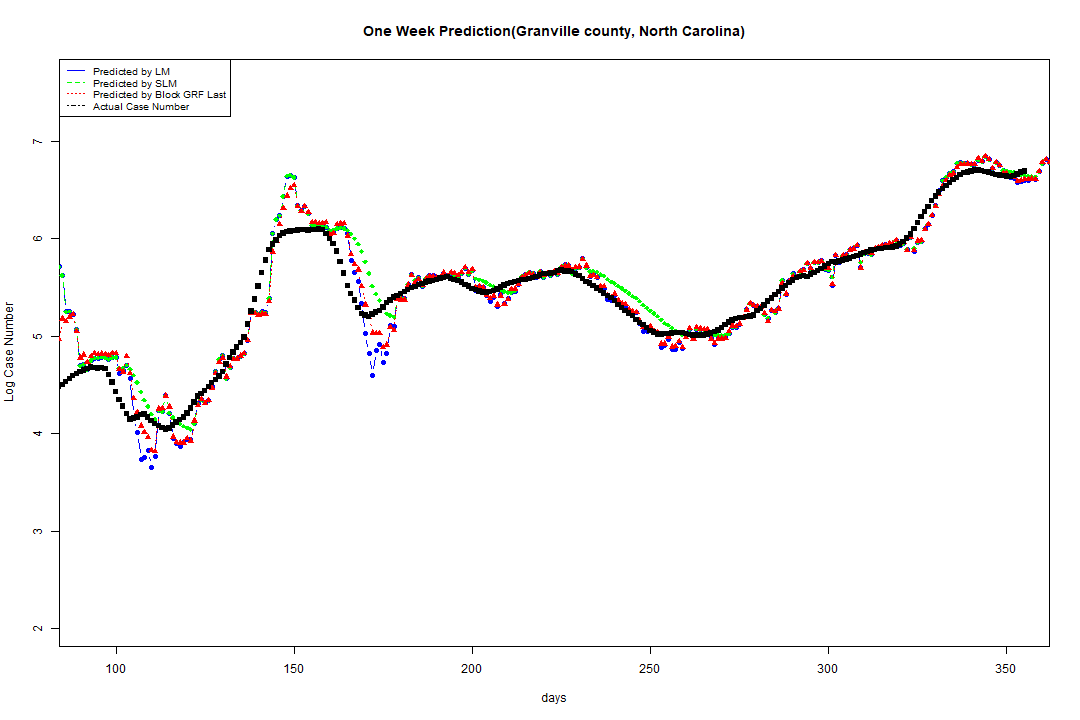 One Week Prediction(Granville county, North Carolina)
Predicted by LM
Predicted by SLM
Predicted by Block GRF Last
Actual Case Number
7
6
5
4
3
2
Log Case Number
100 150 200 250 300 350
days